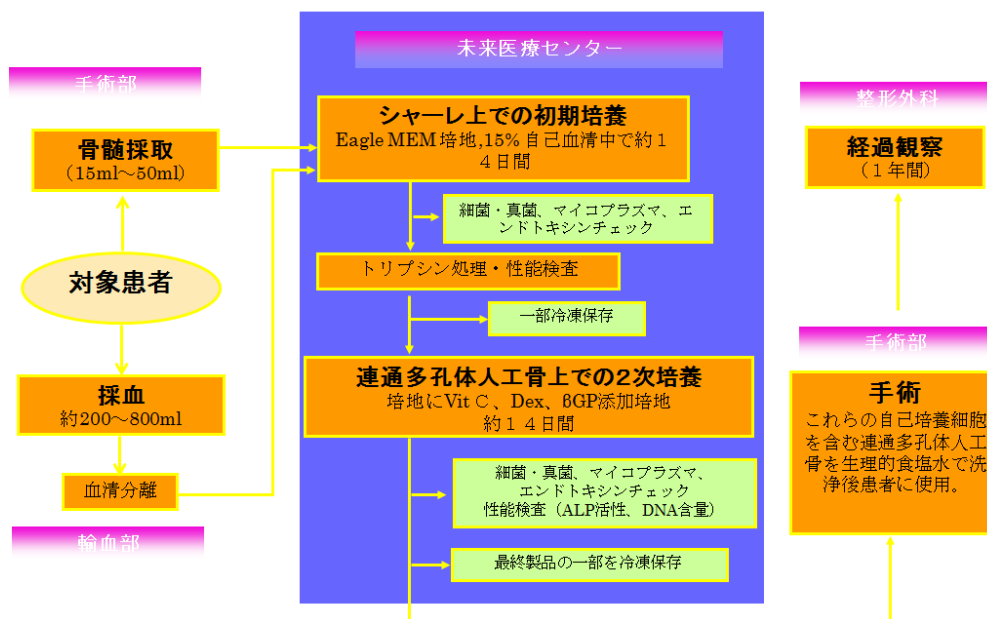 手術部
骨髄採取
(15ml～50ml)
対象患者
採血
約200～800ml
血清分離
輸血部
未来医療センター
シャーレ上での初期培養
Eagle MEM培地,15% 自己血清中で約１
４日間
細菌・真菌、マイコプラズマ、エ
ンドトキシンチェック
トリプシン処理・性能検査
一部冷凍保存
連通多孔体人工骨上での２次培養
培地にVit C、Dex、βGP添加培地
約１４日間
細菌・真菌、マイコプラズマ、
エンドトキシンチェック
性能検査（ALP活性、DNA含量）
最終製品の一部を冷凍保存
整形外科
経過観察
（１年間）
手術部
手術
これらの自己培養細胞
を含む連通多孔体人工
骨を生理的食塩水で洗
浄後患者に使用。